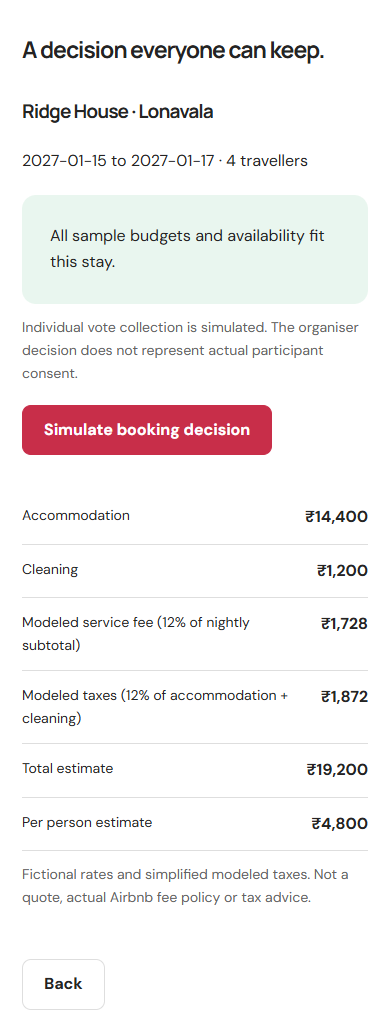 A decision everyone can keep.
Ridge House · Lonavala
2027-01-15 to 2027-01-17 · 4 travellers
All sample budgets and availability fit
this stay.
Individual vote collection is simulated. The organiser
decision does not represent actual participant
consent.
Simulate booking decision
Accommodation ₹14,400
Cleaning ₹1,200
Modeled service fee (12% of nightly ₹1,728
subtotal)
Modeled taxes (12% of accommodation + ₹1,872
cleaning)
Total estimate ₹19,200
Per person estimate ₹4,800
Fictional rates and simplified modeled taxes. Not a
quote, actual Airbnb fee policy or tax advice.
Back